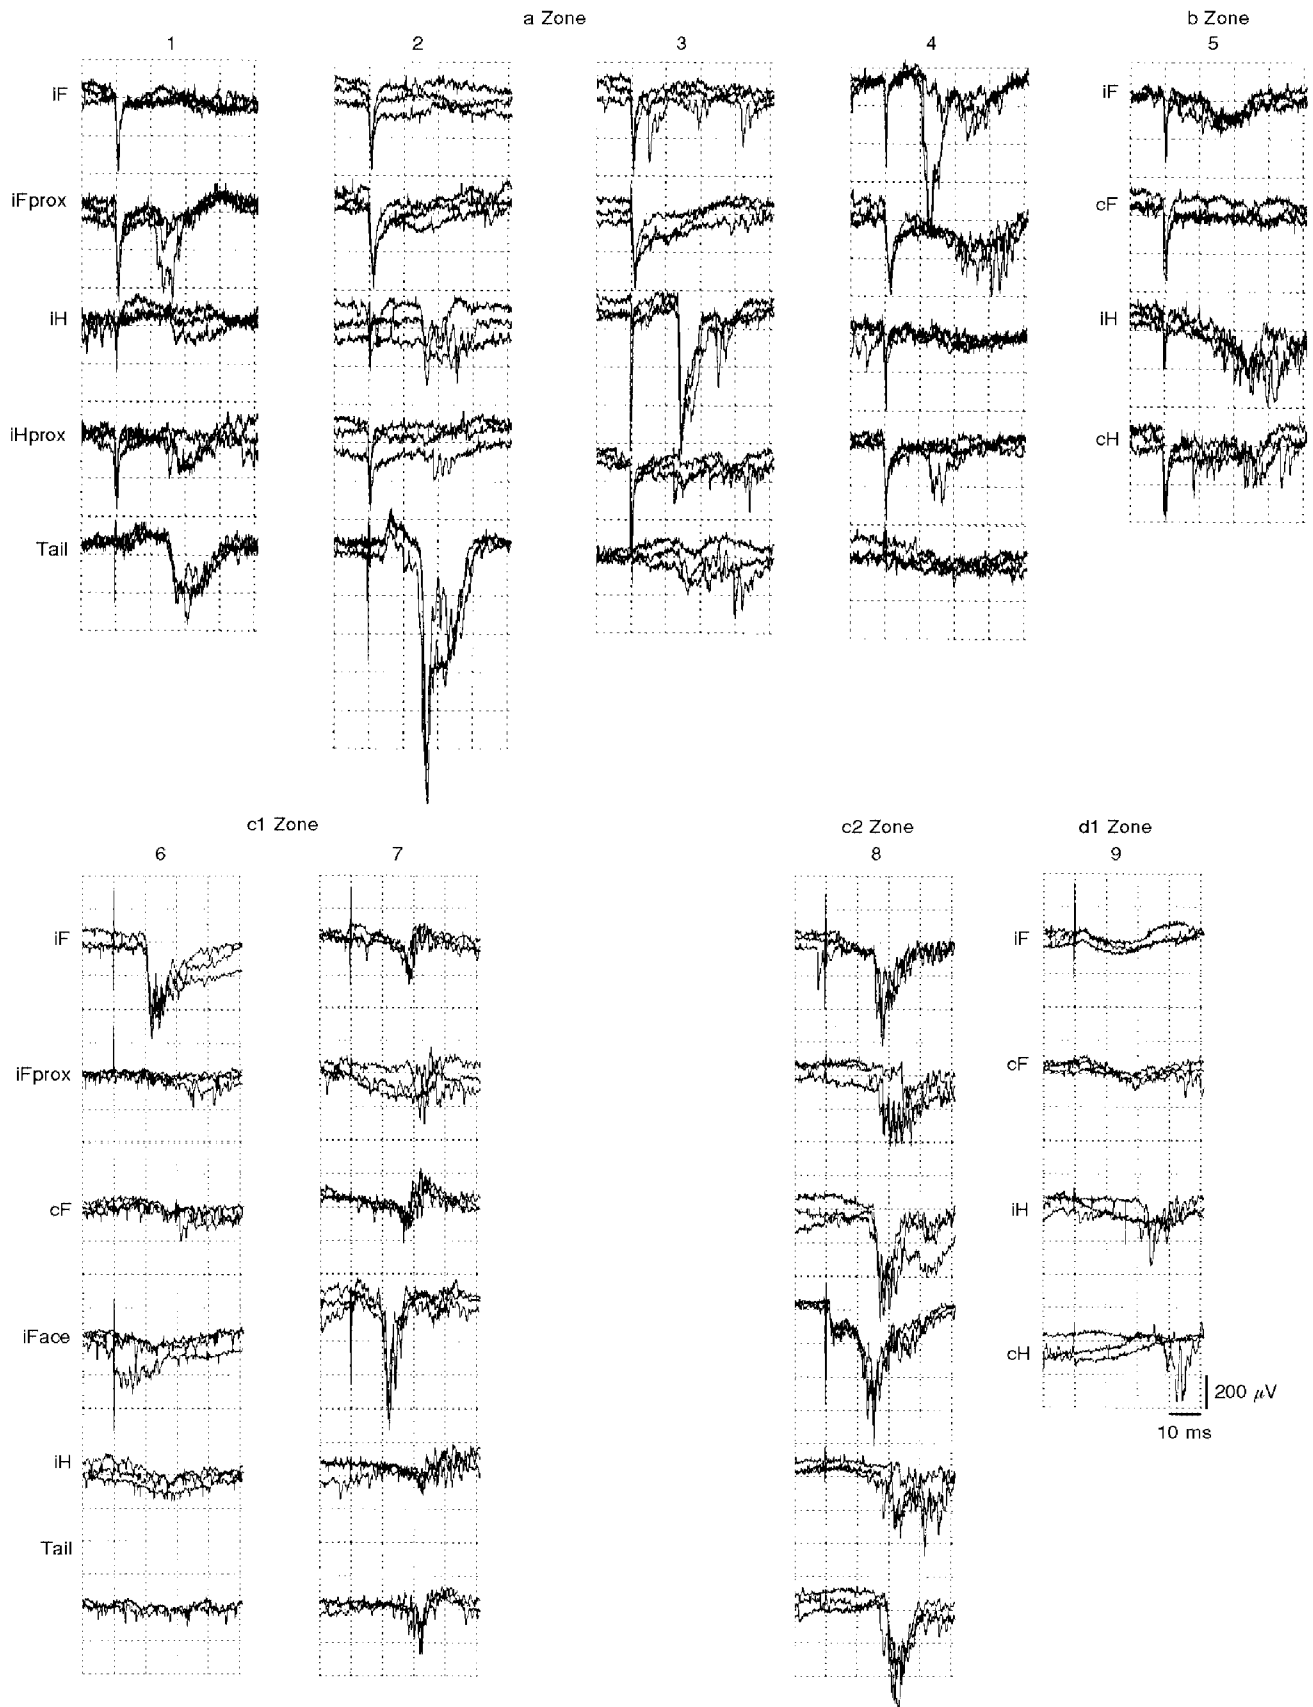 a Zone
b Zone
1
2
3
4
5
iF
iFprox
iH
iHprox
Tail
iF
cF
iH
cH
c1 Zone
c2 Zone
d1 Zone
6
7
8
9
iF
iFprox
cF
iFace
iH
Tail
iF
cF
iH
cH
200 μV
10 ms